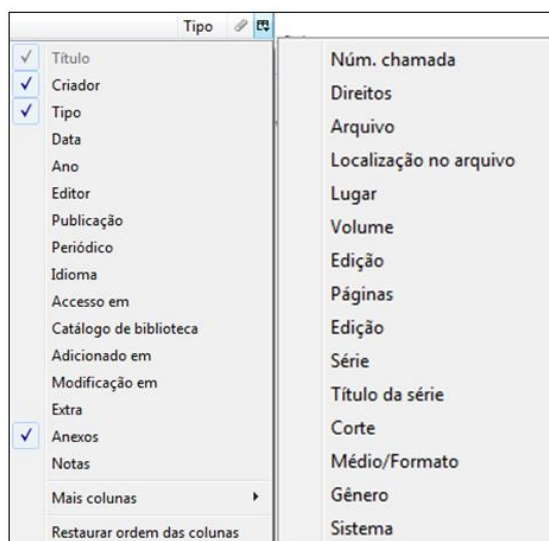 Tipo
Título
Criador
Tipo
Data
Ano
Editor
Publicação
Periódico
Idioma
Accesso em
Catálogo de biblioteca
Adicionado em
Modificação em
Extra
Anexos
Notas
Mais colunas
Restaurar ordem das colunas
Núm. chamada
Direitos
Arquivo
Localização no arquivo
Lugar
Volume
Edição
Páginas
Edição
Série
Título da série
Corte
Médio/Formato
Gênero
Sistema